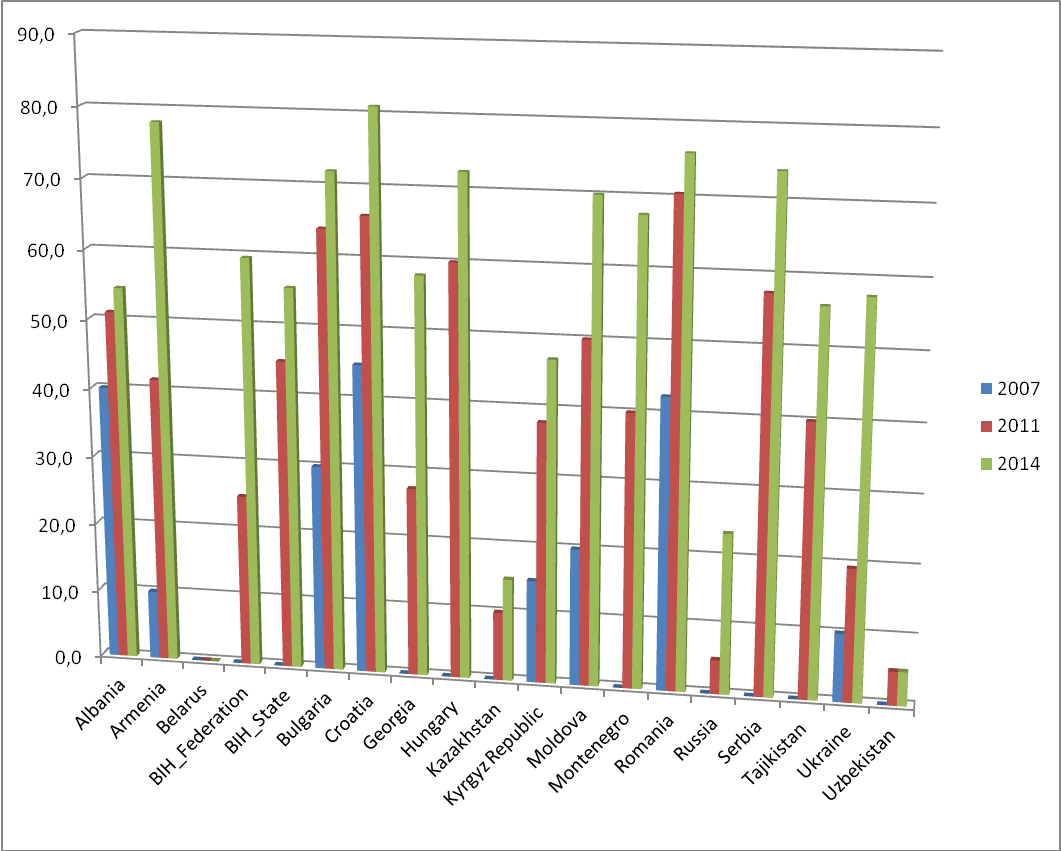 90,0
80,0
70,0
60,0
50,0
40,0
30,0
20,0
10,0
0,0
Albania
Armenia
Belarus
BIH_Federation
BIH_State
Bulgaria
Croatia
Georgia
Hungary
Kazakhstan
Kyrgyz Republic
Moldova
Montenegro
Romania
Russia
Serbia
Tajikistan
Ukraine
Uzbekistan
2007
2011
2014